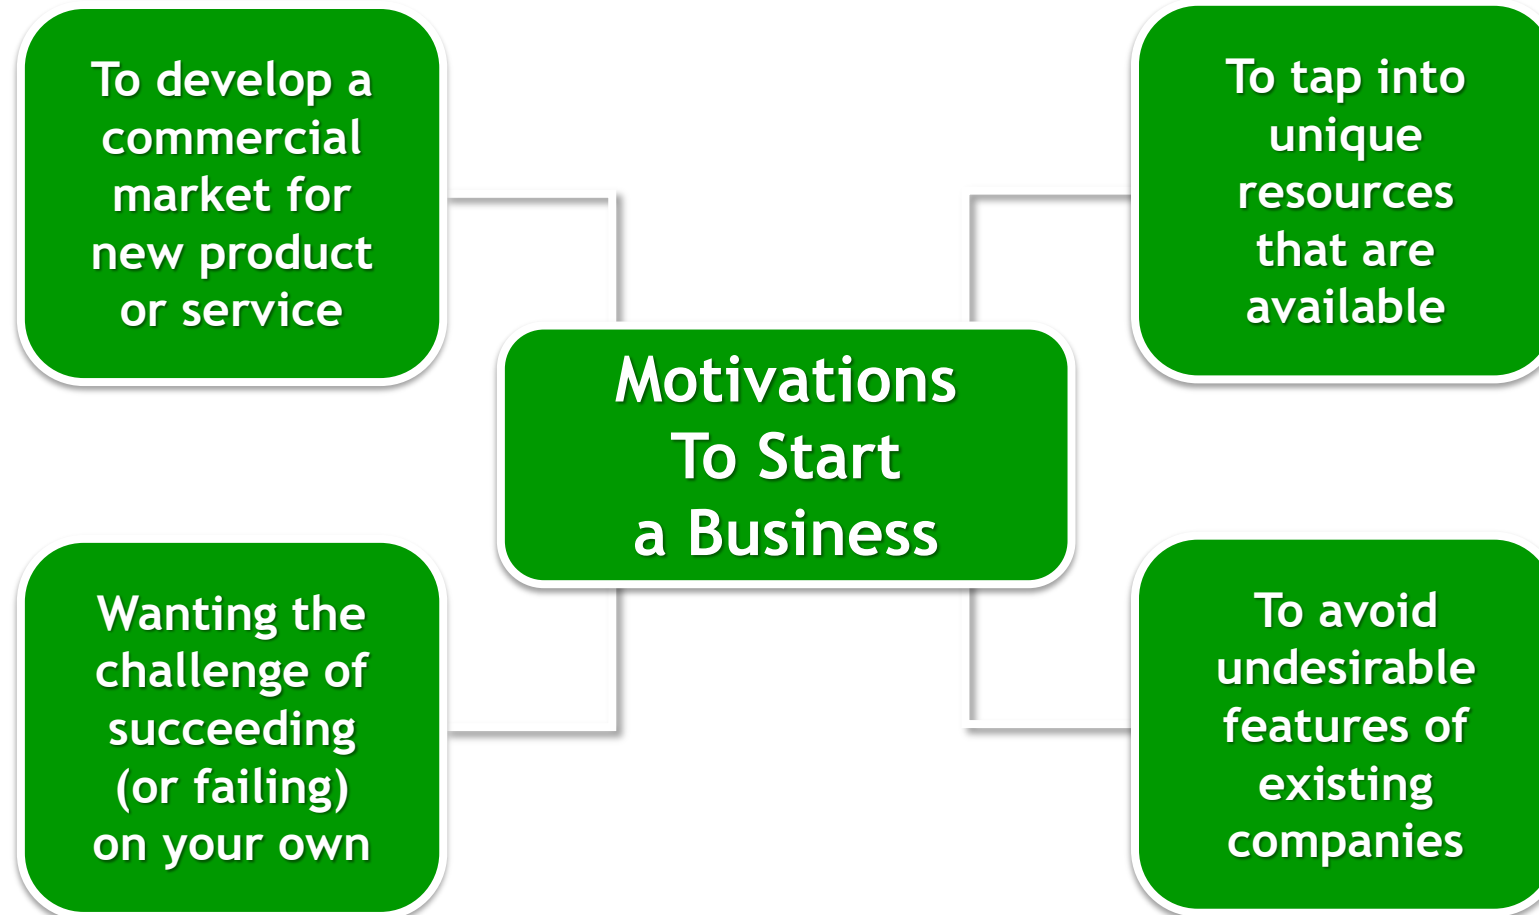 To develop a
commercial
market for
new product
or service
To tap into
unique
resources
that are
available
Motivations
To Start
a Business
Wanting the
challenge of
succeeding
(or failing)
on your own
To avoid
undesirable
features of
existing
companies